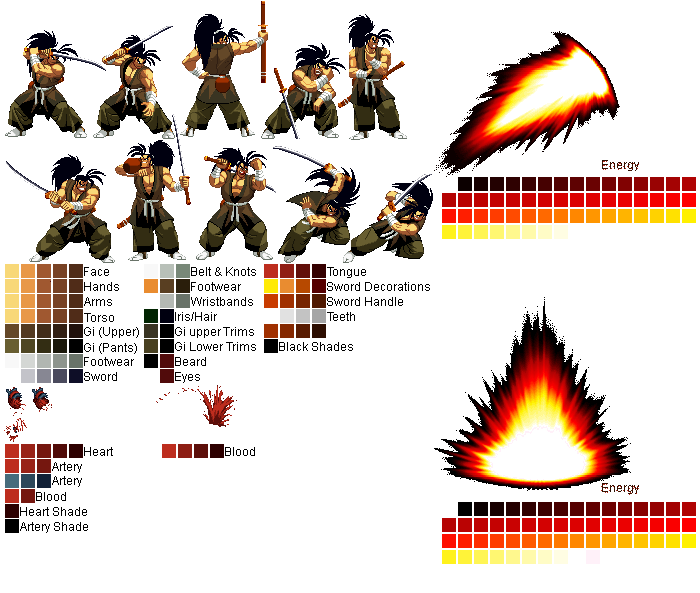 Energy
Face
Hands
Arms
Torso
Gi (Upper)
Gi (Pants)
Footwear
Sword
Belt & Knots
Footwear
Wristbands
Iris/Hair
Gi upper Trims
Gi Lower Trims
Beard
Eyes
Tongue
Sword Decorations
Sword Handle
Teeth
Black Shades
Heart
Artery
Artery
Blood
Heart Shade
Artery Shade
Blood
Energy